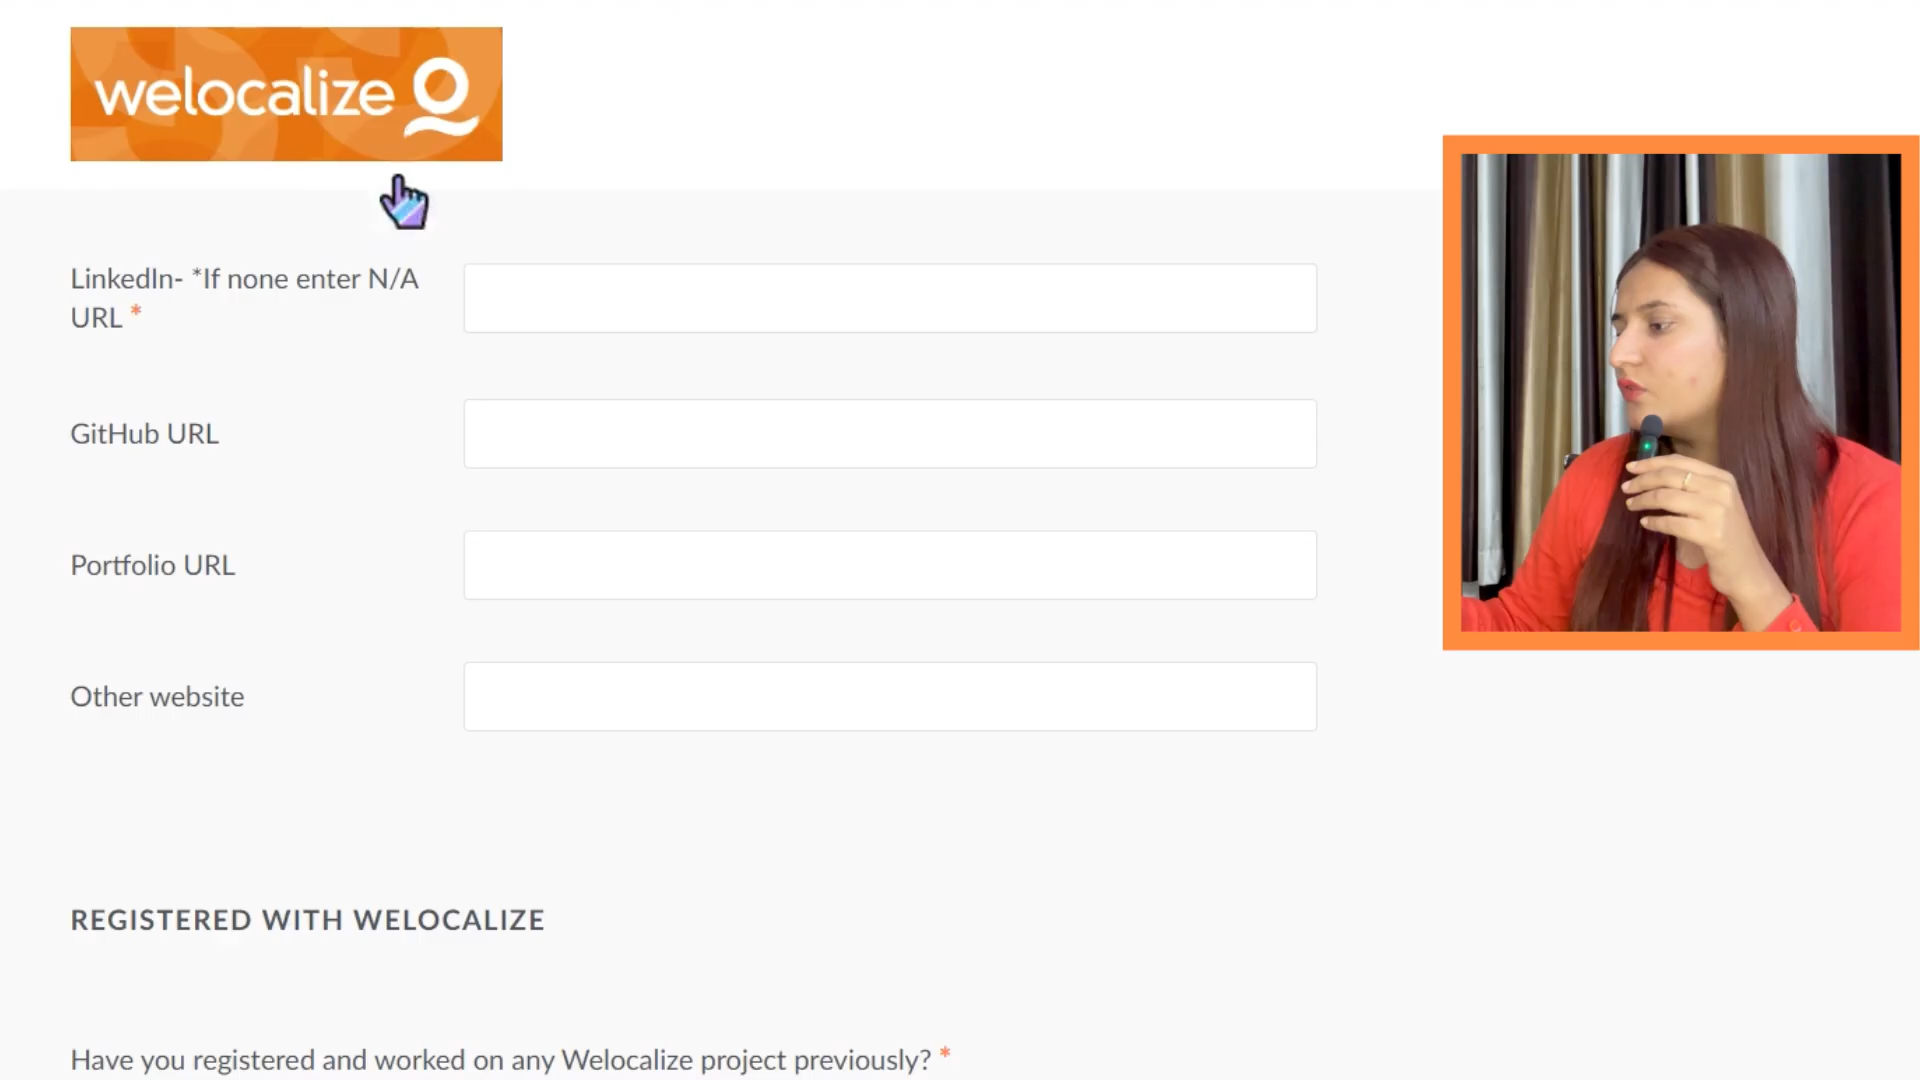 welocalize
LinkedIn- *If none enter N/A
URL *
GitHub URL
Portfolio URL
Other website
REGISTERED WITH WELOCALIZE
Have you registered and worked on any Welocalize project previously? *